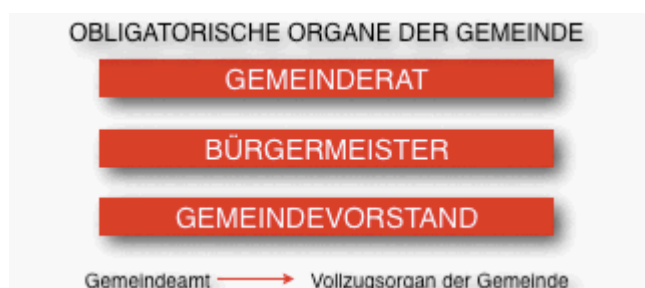 OBLIGATORISCHE ORGANE DER GEMEINDE
GEMEINDERAT
BÜRGERMEISTER
GEMEINDEVORSTAND
Gemeindeamt → Vollzugsorgan der Gemeinde